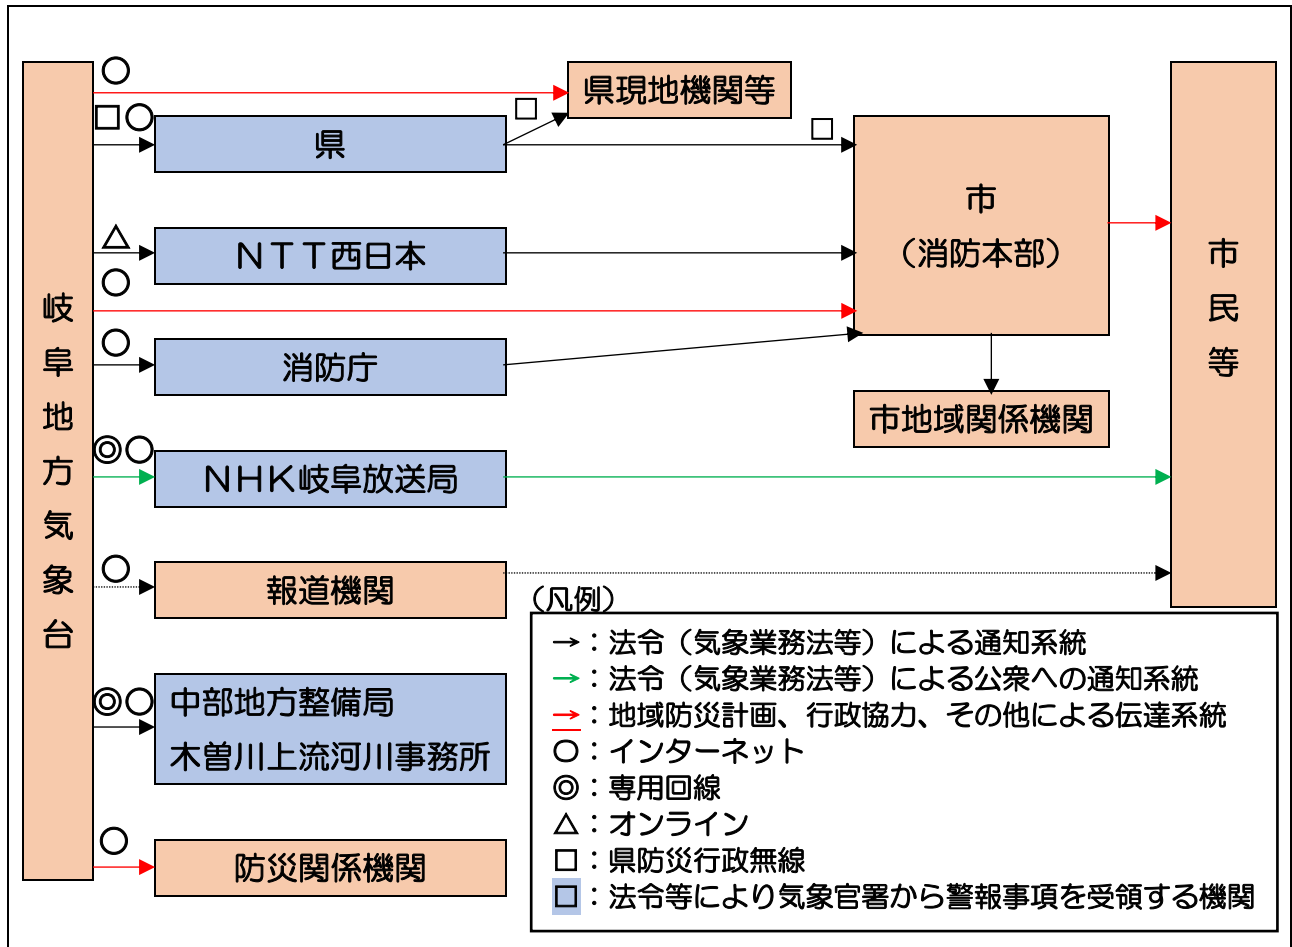 岐阜地方気象台
○
□○
県
□
県現地機関等
□
△
ＮＴＴ西日本
○
○
消防庁
市
（消防本部）
市地域関係機関
市民等
◎○
ＮＨＫ岐阜放送局
○
報道機関
◎○
中部地方整備局
木曽川上流河川事務所
○
防災関係機関
（凡例）
→：法令（気象業務法等）による通知系統
→：法令（気象業務法等）による公衆への通知系統
→：地域防災計画、行政協力、その他による伝達系統
○：インターネット
◎：専用回線
△：オンライン
□：県防災行政無線
□：法令等により気象官署から警報事項を受領する機関